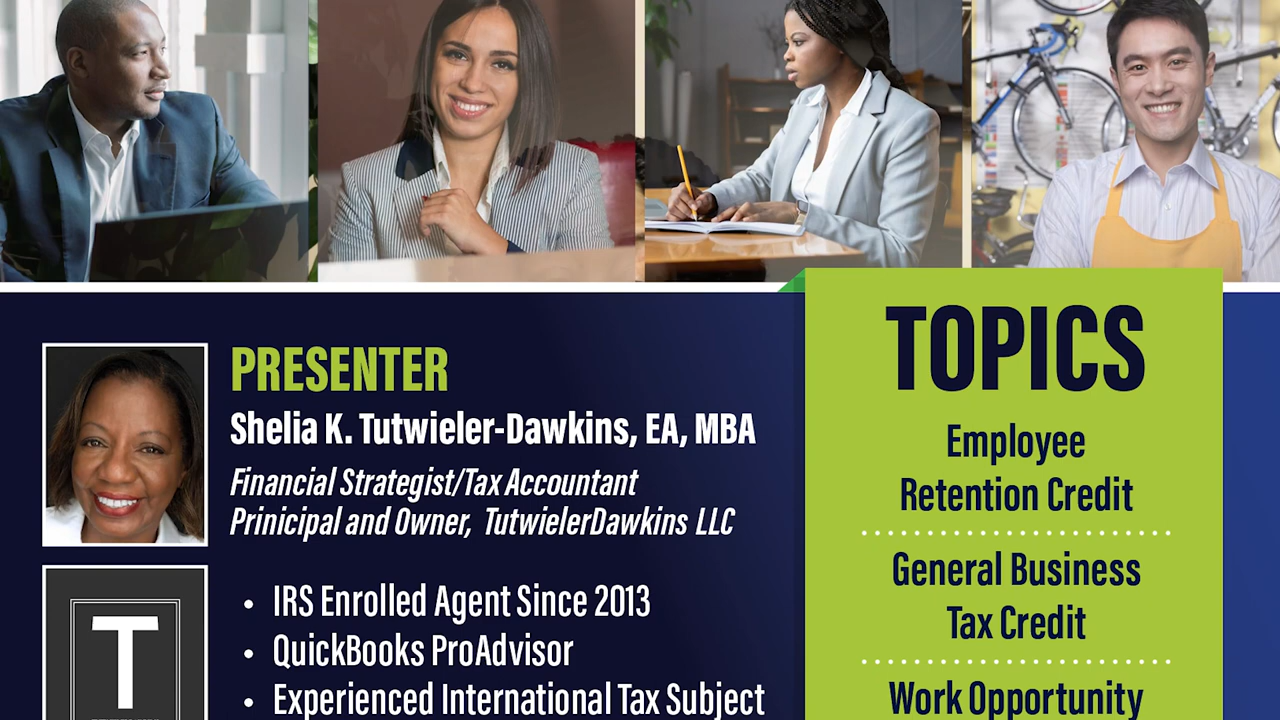 PRESENTER
Shelia K. Tutwieler-Dawkins, EA, MBA
Financial Strategist/Tax Accountant
Prinicipal and Owner, TutwielerDawkins LLC
T
• IRS Enrolled Agent Since 2013
• QuickBooks ProAdvisor
• Experienced International Tax Subject
TOPICS
Employee
Retention Credit
General Business
Tax Credit
Work Opportunity